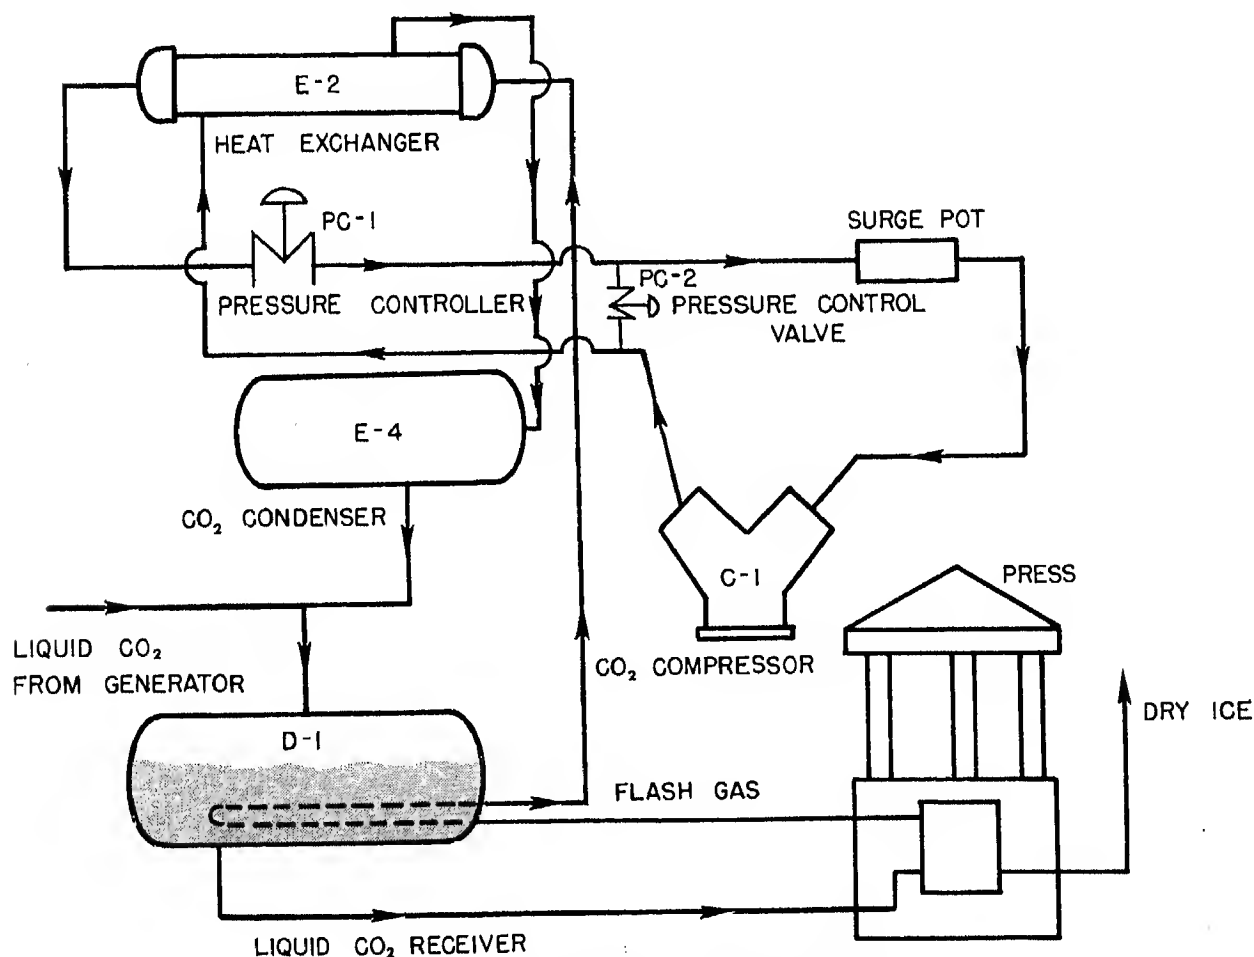 E-2
HEAT EXCHANGER
PC-1
SURGE POT
PRESSURE CONTROLLER
PC-2
PRESSURE CONTROL
VALVE
E-4
CO₂ CONDENSER
C-1
PRESS
LIQUID CO₂
FROM GENERATOR
CO₂ COMPRESSOR
DRY ICE
D-1
FLASH GAS
LIQUID CO₂ RECEIVER